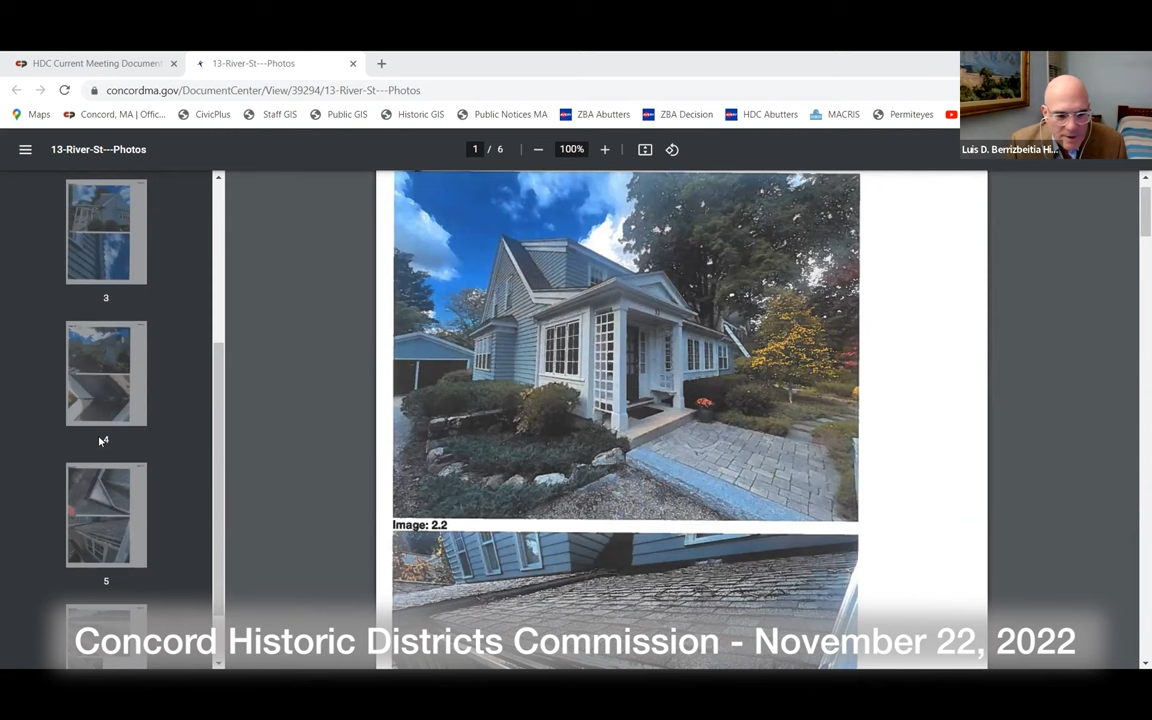 HDC Current Meeting Document
13-River-St---Photos
concordma.gov/DocumentCenter/View/39294/13-River-St---Photos
Maps
Concord, MA | Offic...
CivicPlus
Staff GIS
Public GIS
Historic GIS
Public Notices MA
ZBA Abutters
ZBA Decision
HDC Abutters
MACRIS
Permiteyes
Luis D. Berrizbeitia Hi...
13-River-St---Photos
1 / 6
100%
3
4
5
Image: 2.2
Concord Historic Districts Commission - November 22, 2022